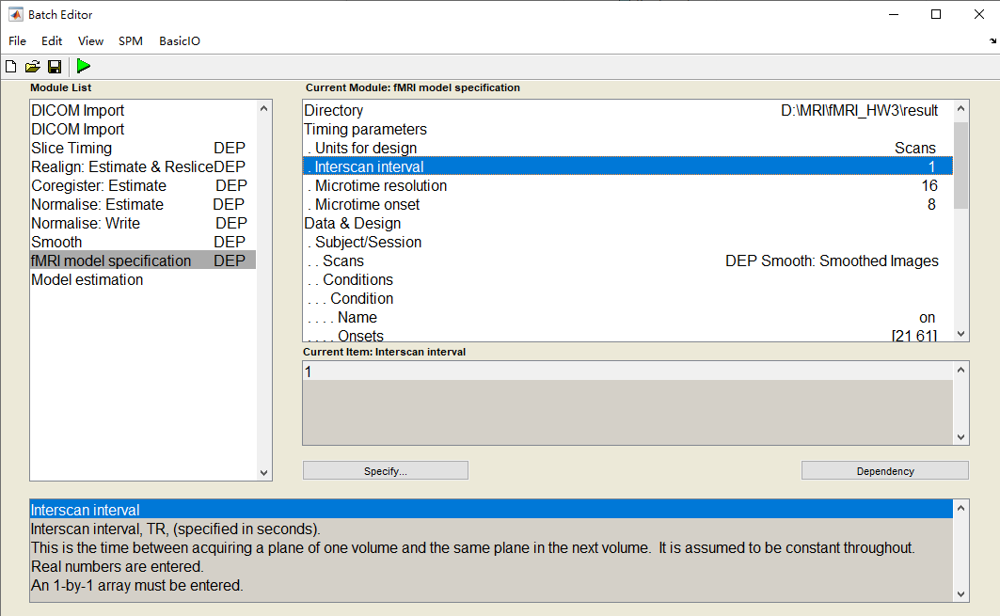 Batch Editor
File Edit View SPM BasicIO
Module List
DICOM Import
DICOM Import
Slice Timing DEP
Realign: Estimate & Reslice DEP
Coregister: Estimate DEP
Normalise: Estimate DEP
Normalise: Write DEP
Smooth DEP
fMRI model specification DEP
Model estimation
Current Module: fMRI model specification
Directory D:\MRI\fMRI_HW3\result
Timing parameters
. Units for design Scans
. Interscan interval 1
. Microtime resolution 16
. Microtime onset 8
Data & Design
. Subject/Session
. . Scans DEP Smooth: Smoothed Images
. . Conditions
. . . Condition
. . . . Name on
. . . . Onsets [21 61]
Current Item: Interscan interval
1
Specify... Dependency
Interscan interval
Interscan interval, TR, (specified in seconds).
This is the time between acquiring a plane of one volume and the same plane in the next volume.  It is assumed to be constant throughout.
Real numbers are entered.
An 1-by-1 array must be entered.